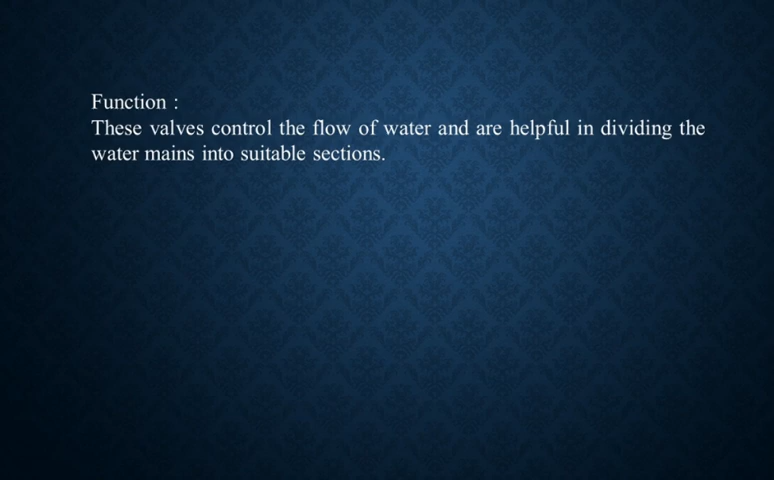 Function :
These valves control the flow of water and are helpful in dividing the
water mains into suitable sections.